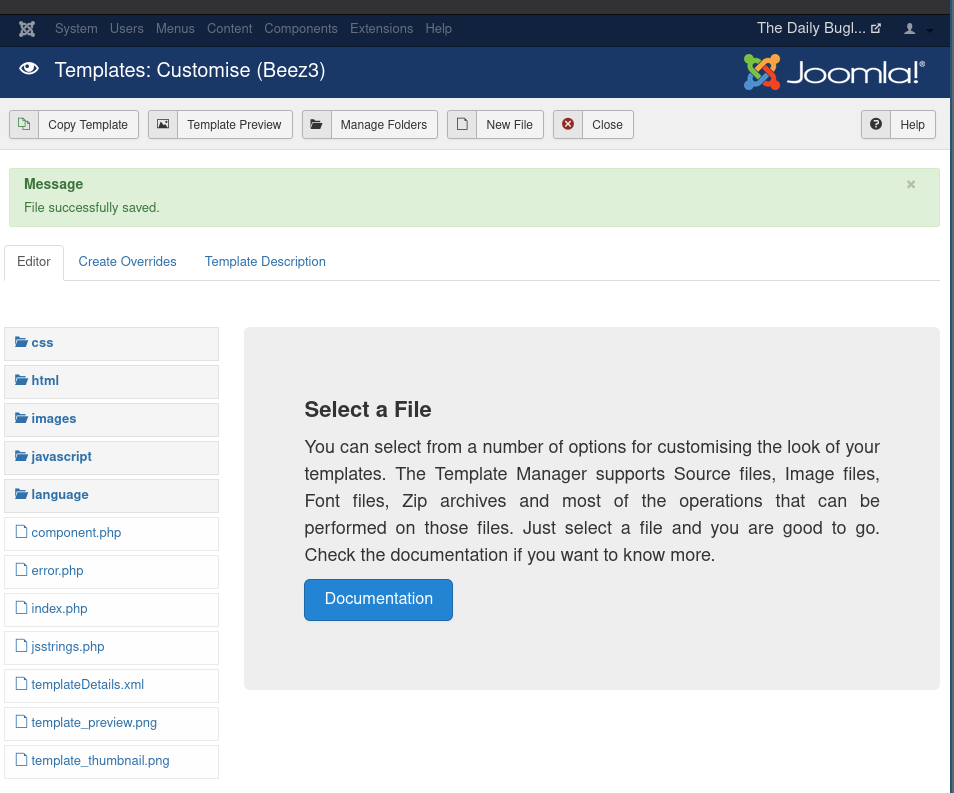 System Users Menus Content Components Extensions Help The Daily Bugl...
Templates: Customise (Beez3) Joomla!®
Copy Template Template Preview Manage Folders New File Close Help
Message ×
File successfully saved.
Editor Create Overrides Template Description
css
html
images
javascript
language
component.php
error.php
index.php
jsstrings.php
templateDetails.xml
template_preview.png
template_thumbnail.png
Select a File
You can select from a number of options for customising the look of your
templates. The Template Manager supports Source files, Image files,
Font files, Zip archives and most of the operations that can be
performed on those files. Just select a file and you are good to go.
Check the documentation if you want to know more.
Documentation